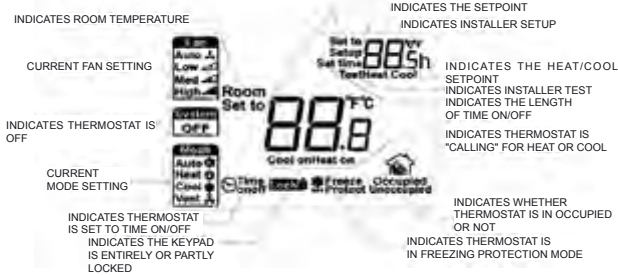 INDICATES THE SETPOINT
INDICATES ROOM TEMPERATURE
INDICATES INSTALLER SETUP
Fan
Auto
Low
Med
High
CURRENT FAN SETTING
Set to
Setup
Set time
88.5h
Test Heat Cool
INDICATES THE HEAT/COOL
SETPOINT
INDICATES INSTALLER TEST
INDICATES THE LENGTH
OF TIME ON/OFF
Room
Set to
88.8
°F°C
System
OFF
INDICATES THERMOSTAT IS
OFF
INDICATES THERMOSTAT IS
"CALLING" FOR HEAT OR COOL
Cool on Heat on
Mode
Auto
Heat
Cool
Vent
CURRENT
MODE SETTING
Time
on/off
Freeze
Protect
Occupied
Unoccupied
INDICATES THERMOSTAT
IS SET TO TIME ON/OFF
INDICATES THE KEYPAD
IS ENTIRELY OR PARTLY
LOCKED
INDICATES WHETHER
THERMOSTAT IS IN OCCUPIED
OR NOT
INDICATES THERMOSTAT IS
IN FREEZING PROTECTION MODE